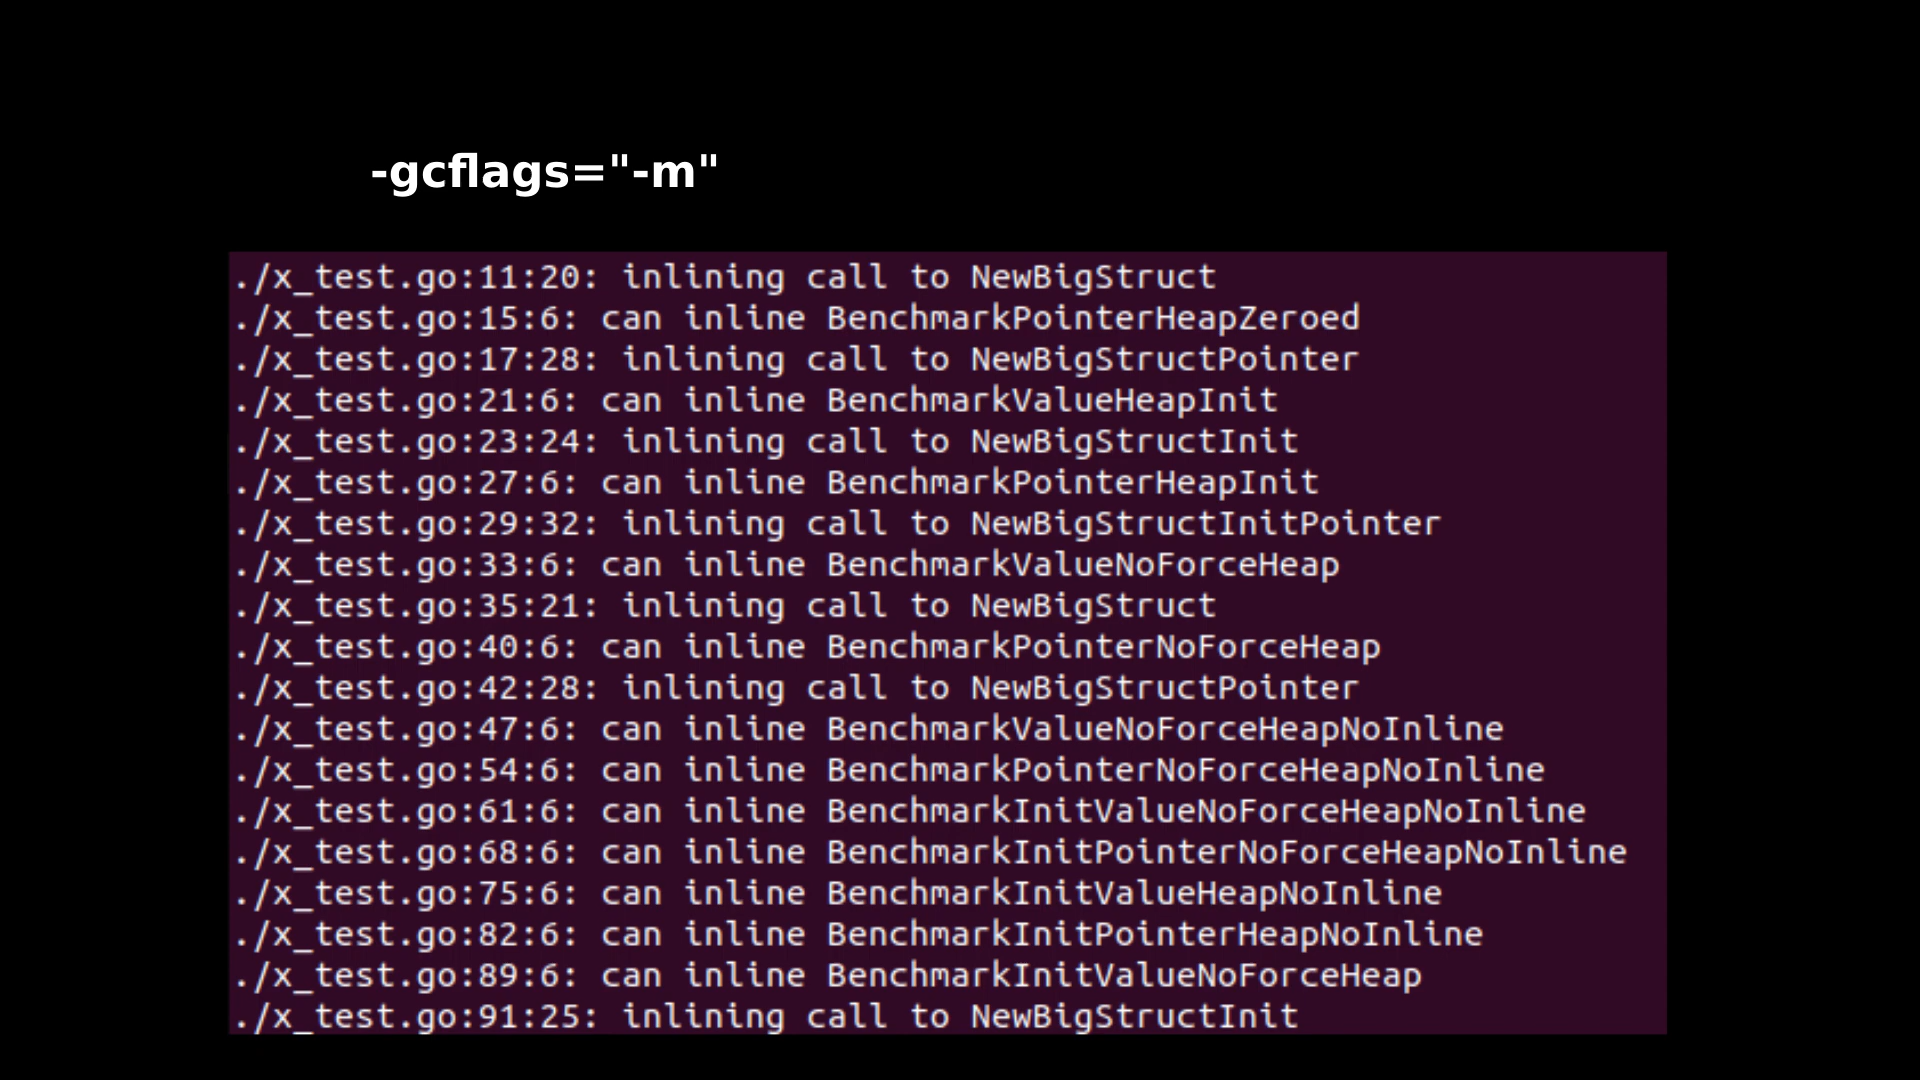 -gcflags="-m"
./x_test.go:11:20: inlining call to NewBigStruct
./x_test.go:15:6: can inline BenchmarkPointerHeapZeroed
./x_test.go:17:28: inlining call to NewBigStructPointer
./x_test.go:21:6: can inline BenchmarkValueHeapInit
./x_test.go:23:24: inlining call to NewBigStructInit
./x_test.go:27:6: can inline BenchmarkPointerHeapInit
./x_test.go:29:32: inlining call to NewBigStructInitPointer
./x_test.go:33:6: can inline BenchmarkValueNoForceHeap
./x_test.go:35:21: inlining call to NewBigStruct
./x_test.go:40:6: can inline BenchmarkPointerNoForceHeap
./x_test.go:42:28: inlining call to NewBigStructPointer
./x_test.go:47:6: can inline BenchmarkValueNoForceHeapNoInline
./x_test.go:54:6: can inline BenchmarkPointerNoForceHeapNoInline
./x_test.go:61:6: can inline BenchmarkInitValueNoForceHeapNoInline
./x_test.go:68:6: can inline BenchmarkInitPointerNoForceHeapNoInline
./x_test.go:75:6: can inline BenchmarkInitValueHeapNoInline
./x_test.go:82:6: can inline BenchmarkInitPointerHeapNoInline
./x_test.go:89:6: can inline BenchmarkInitValueNoForceHeap
./x_test.go:91:25: inlining call to NewBigStructInit